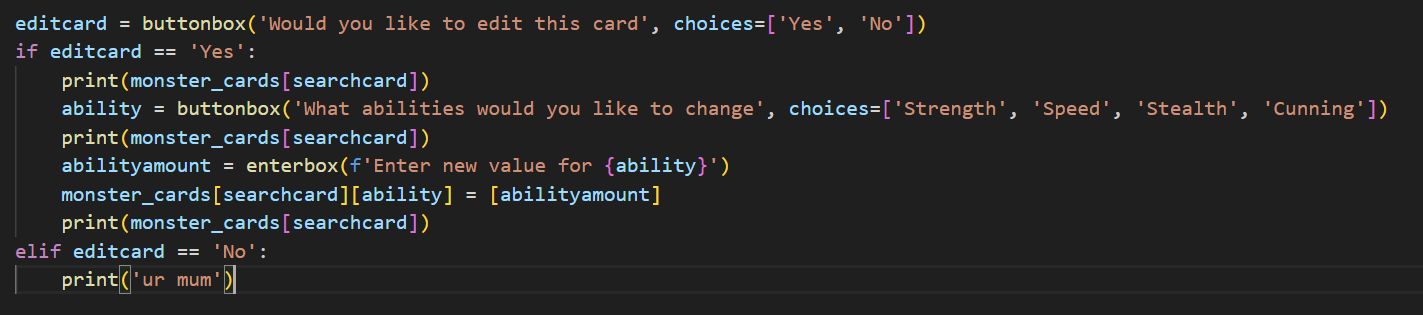 editcard = buttonbox('Would you like to edit this card', choices=['Yes', 'No'])
if editcard == 'Yes':
    print(monster_cards[searchcard])
    ability = buttonbox('What abilities would you like to change', choices=['Strength', 'Speed', 'Stealth', 'Cunning'])
    print(monster_cards[searchcard])
    abilityamount = enterbox(f'Enter new value for {ability}')
    monster_cards[searchcard][ability] = [abilityamount]
    print(monster_cards[searchcard])
elif editcard == 'No':
    print('ur mum')